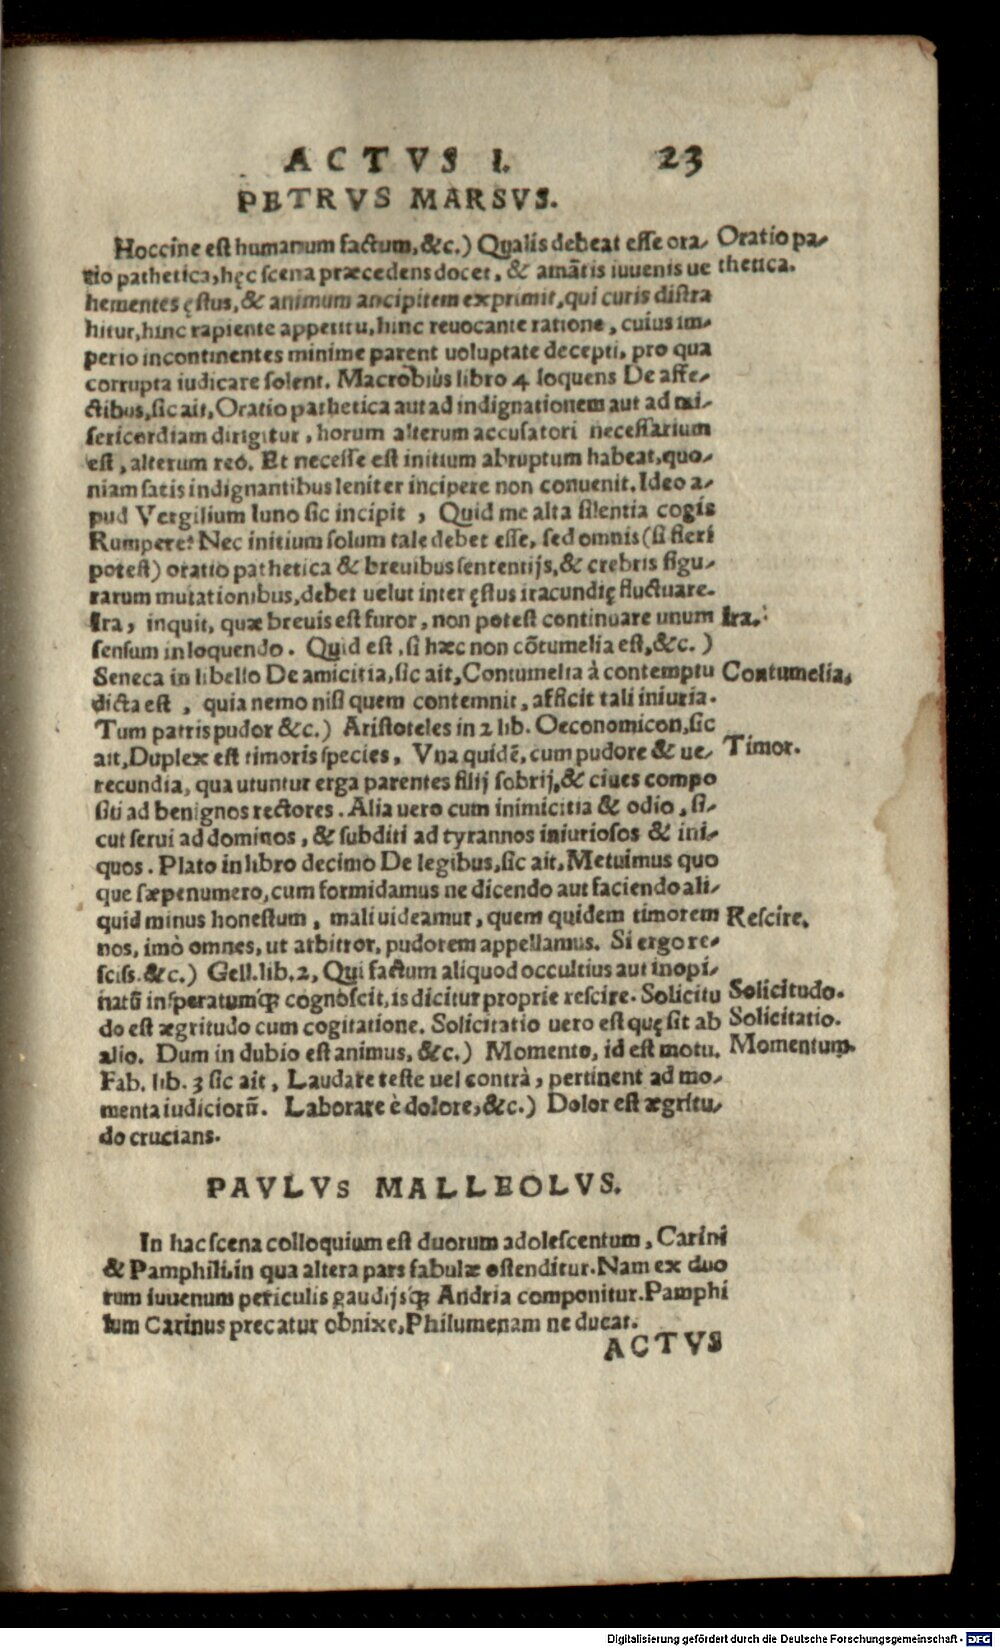 ACTVS I. 23
PETRVS MARSVS.
Hoccine est humanum factum, &c.) Qualis debeat esse ora- Oratio pa-
tio pathetica, hęc scena præcedens docet, & amãtis iuuenis ue thetica.
hementes ęstus, & animum ancipitem exprimit, qui curis distra
hitur, hinc rapiente appetitu, hinc reuocante ratione, cuius im-
perio incontinentes minime parent uoluptate decepti, pro qua
corrupta iudicare solent. Macrobius libro 4 loquens De affe-
ctibus, sic ait, Oratio pathetica aut ad indignationem aut ad mi-
sericordiam dirigitur, horum alterum accusatori necessarium
est, alterum reo. Et necesse est initium abruptum habeat, quo-
niam satis indignantibus leniter incipere non conuenit. Ideo a-
pud Vergilium Iuno sic incipit, Quid me alta silentia cogis
Rumpere? Nec initium solum tale debet esse, sed omnis (si fieri
potest) oratio pathetica & breuibus sententijs, & crebris figu-
rarum mutationibus, debet uelut inter ęstus iracundię fluctuare.
Ira, inquit, quæ breuis est furor, non potest continuare unum Ira.
sensum in loquendo. Quid est, si hæc non cõtumelia est, &c.)
Seneca in libello De amicitia, sic ait, Contumelia à contemptu Contumelia.
dicta est, quia nemo nisi quem contemnit, afficit tali iniuria.
Tum patris pudor &c.) Aristoteles in 2 lib. Oeconomicon, sic
ait, Duplex est timoris species, Vna quidẽ, cum pudore & ue- Timor.
recundia, qua utuntur erga parentes filij sobrij, & ciues compo
siti ad benignos rectores. Alia uero cum inimicitia & odio, si-
cut serui ad dominos, & subditi ad tyrannos iniuriosos & ini-
quos. Plato in libro decimo De legibus, sic ait, Metuimus quo
que sæpenumero, cum formidamus ne dicendo aut faciendo ali-
quid minus honestum, mali uideamur, quem quidem timorem Rescire.
nos, imò omnes, ut arbitror, pudorem appellamus. Si ergo re-
scis. &c.) Gell. lib. 2, Qui factum aliquod occultius aut inopi-
natũ insperatumq; cognoscit, is dicitur proprie rescire. Solicitu Solicitudo.
do est ægritudo cum cogitatione. Solicitatio uero est quę fit ab Solicitatio.
alio. Dum in dubio est animus, &c.) Momento, id est motu. Momentum.
Fab. lib. 3 sic ait, Laudare teste uel contrà, pertinent ad mo-
menta iudiciorũ. Laborare è dolore, &c.) Dolor est ægritu-
do crucians.
PAVLVS MALLEOLVS.
In hac scena colloquium est duorum adolescentum, Carini
& Pamphili. in qua altera pars fabulæ ostenditur. Nam ex duo
rum iuuenum periculis gaudijsq; Andria componitur. Pamphi
lum Carinus precatur obnixe, Philumenam ne ducat.
ACTVS
Digitalisierung gefördert durch die Deutsche Forschungsgemeinschaft - DFG